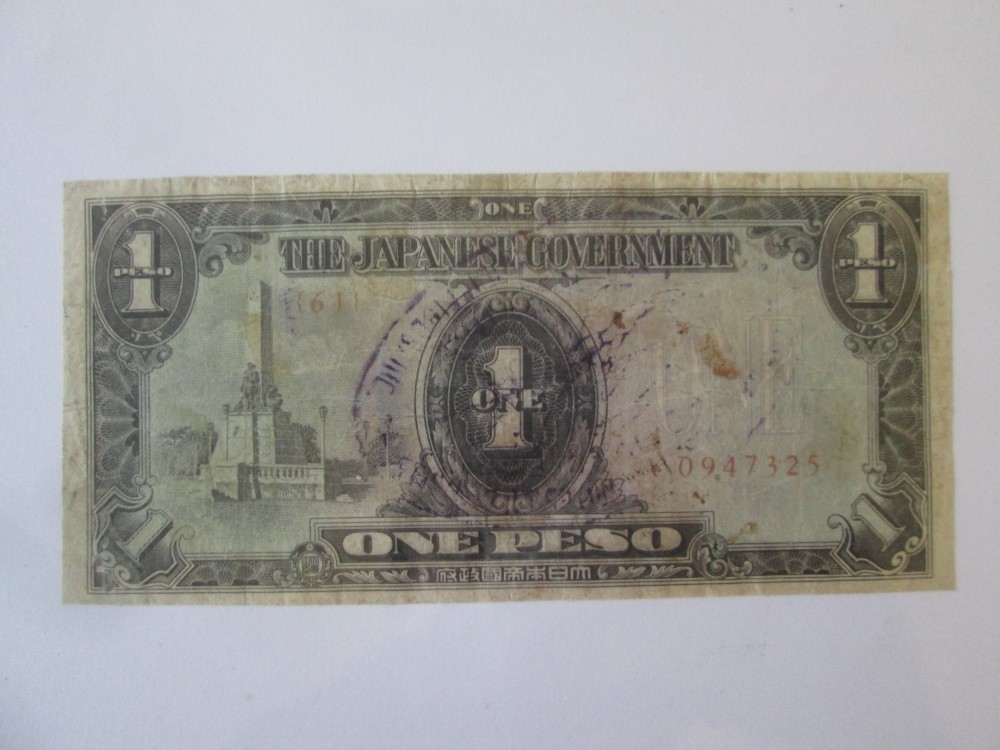 ONE
THE JAPANESE GOVERNMENT
1
PESO
1
PESO
{61}
1
ONE
ONE
0947325
1
1
ONE PESO
府政國帝本日大